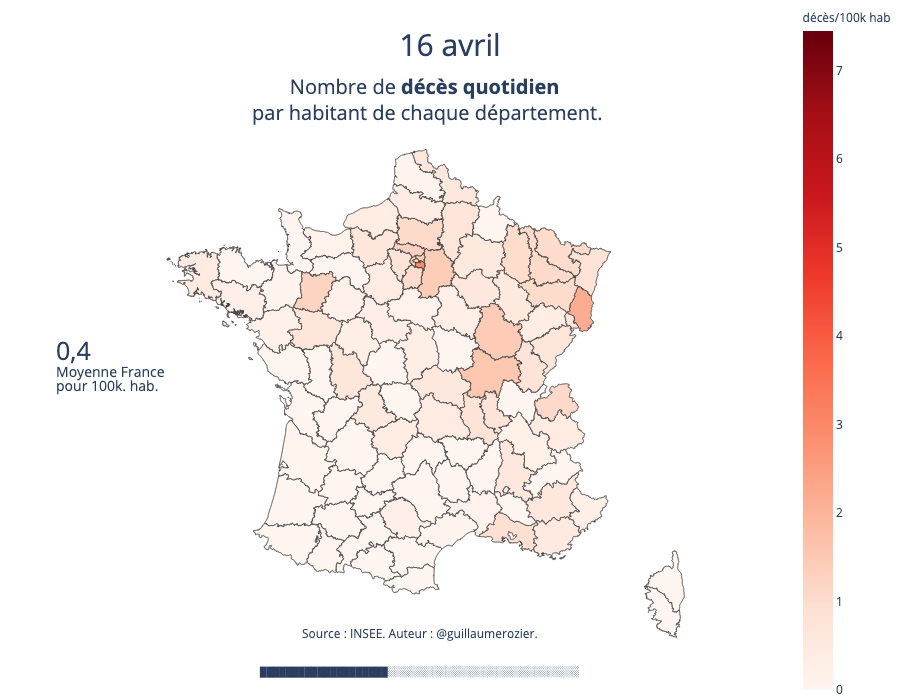 décès/100k hab
16 avril
Nombre de décès quotidien
par habitant de chaque département.
7
6
5
4
3
2
1
0
0,4
Moyenne France
pour 100k. hab.
Source : INSEE. Auteur : @guillaumerozier.